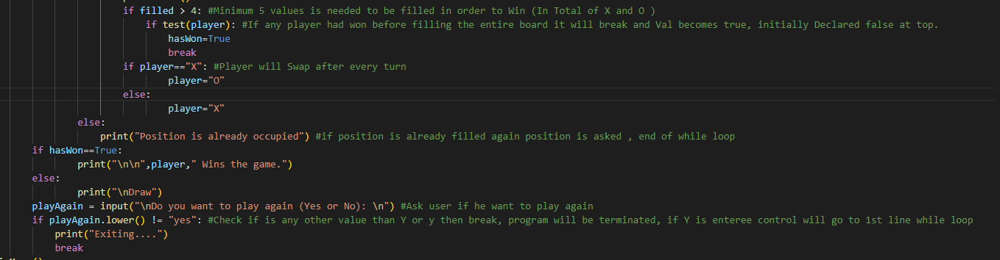 if filled > 4: #Minimum 5 values is needed to be filled in order to Win (In Total of X and O )
if test(player): #If any player had won before filling the entire board it will break and Val becomes true, initially Declared false at top.
hasWon=True
break
if player=="X": #Player will Swap after every turn
player="O"
else:
player="X"
else:
print("Position is already occupied") #if position is already filled again position is asked , end of while loop
if hasWon==True:
print("\n\n",player," Wins the game.")
else:
print("\nDraw")
playAgain = input("\nDo you want to play again (Yes or No): \n") #Ask user if he want to play again
if playAgain.lower() != "yes": #Check if is any other value than Y or y then break, program will be terminated, if Y is enteree control will go to 1st line while loop
print("Exiting....")
break